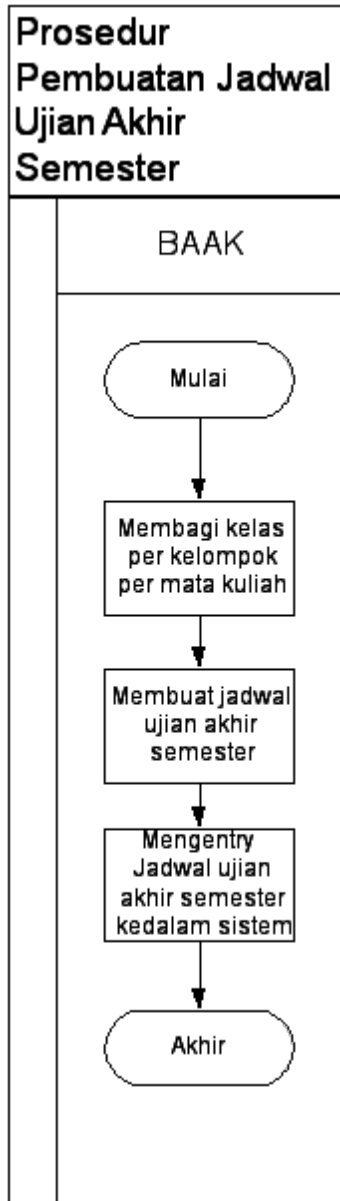 Prosedur
Pembuatan Jadwal
Ujian Akhir
Semester
BAAK
Mulai
Membagi kelas
per kelompok
per mata kuliah
Membuat jadwal
ujian akhir
semester
Mengentry
Jadwal ujian
akhir semester
kedalam sistem
Akhir